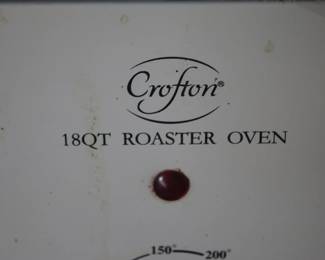 Crofton®
18QT ROASTER OVEN
150° 200°